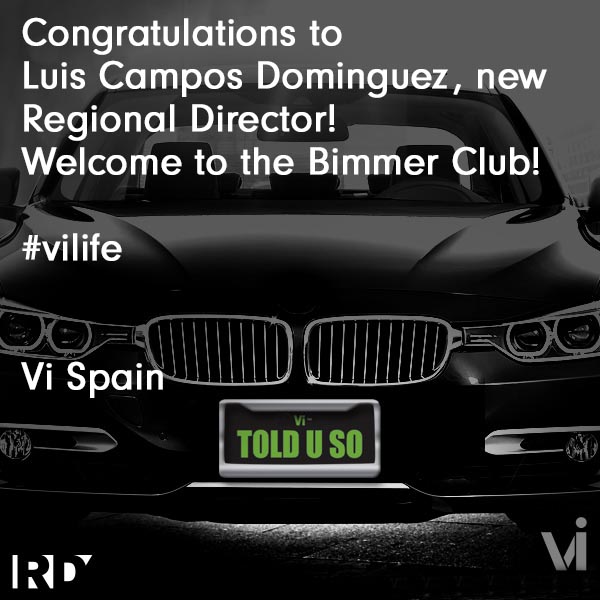 Congratulations to
Luis Campos Dominguez, new
Regional Director!
Welcome to the Bimmer Club!
#vilife
Vi Spain
Vi
TOLD U SO
RD
vi